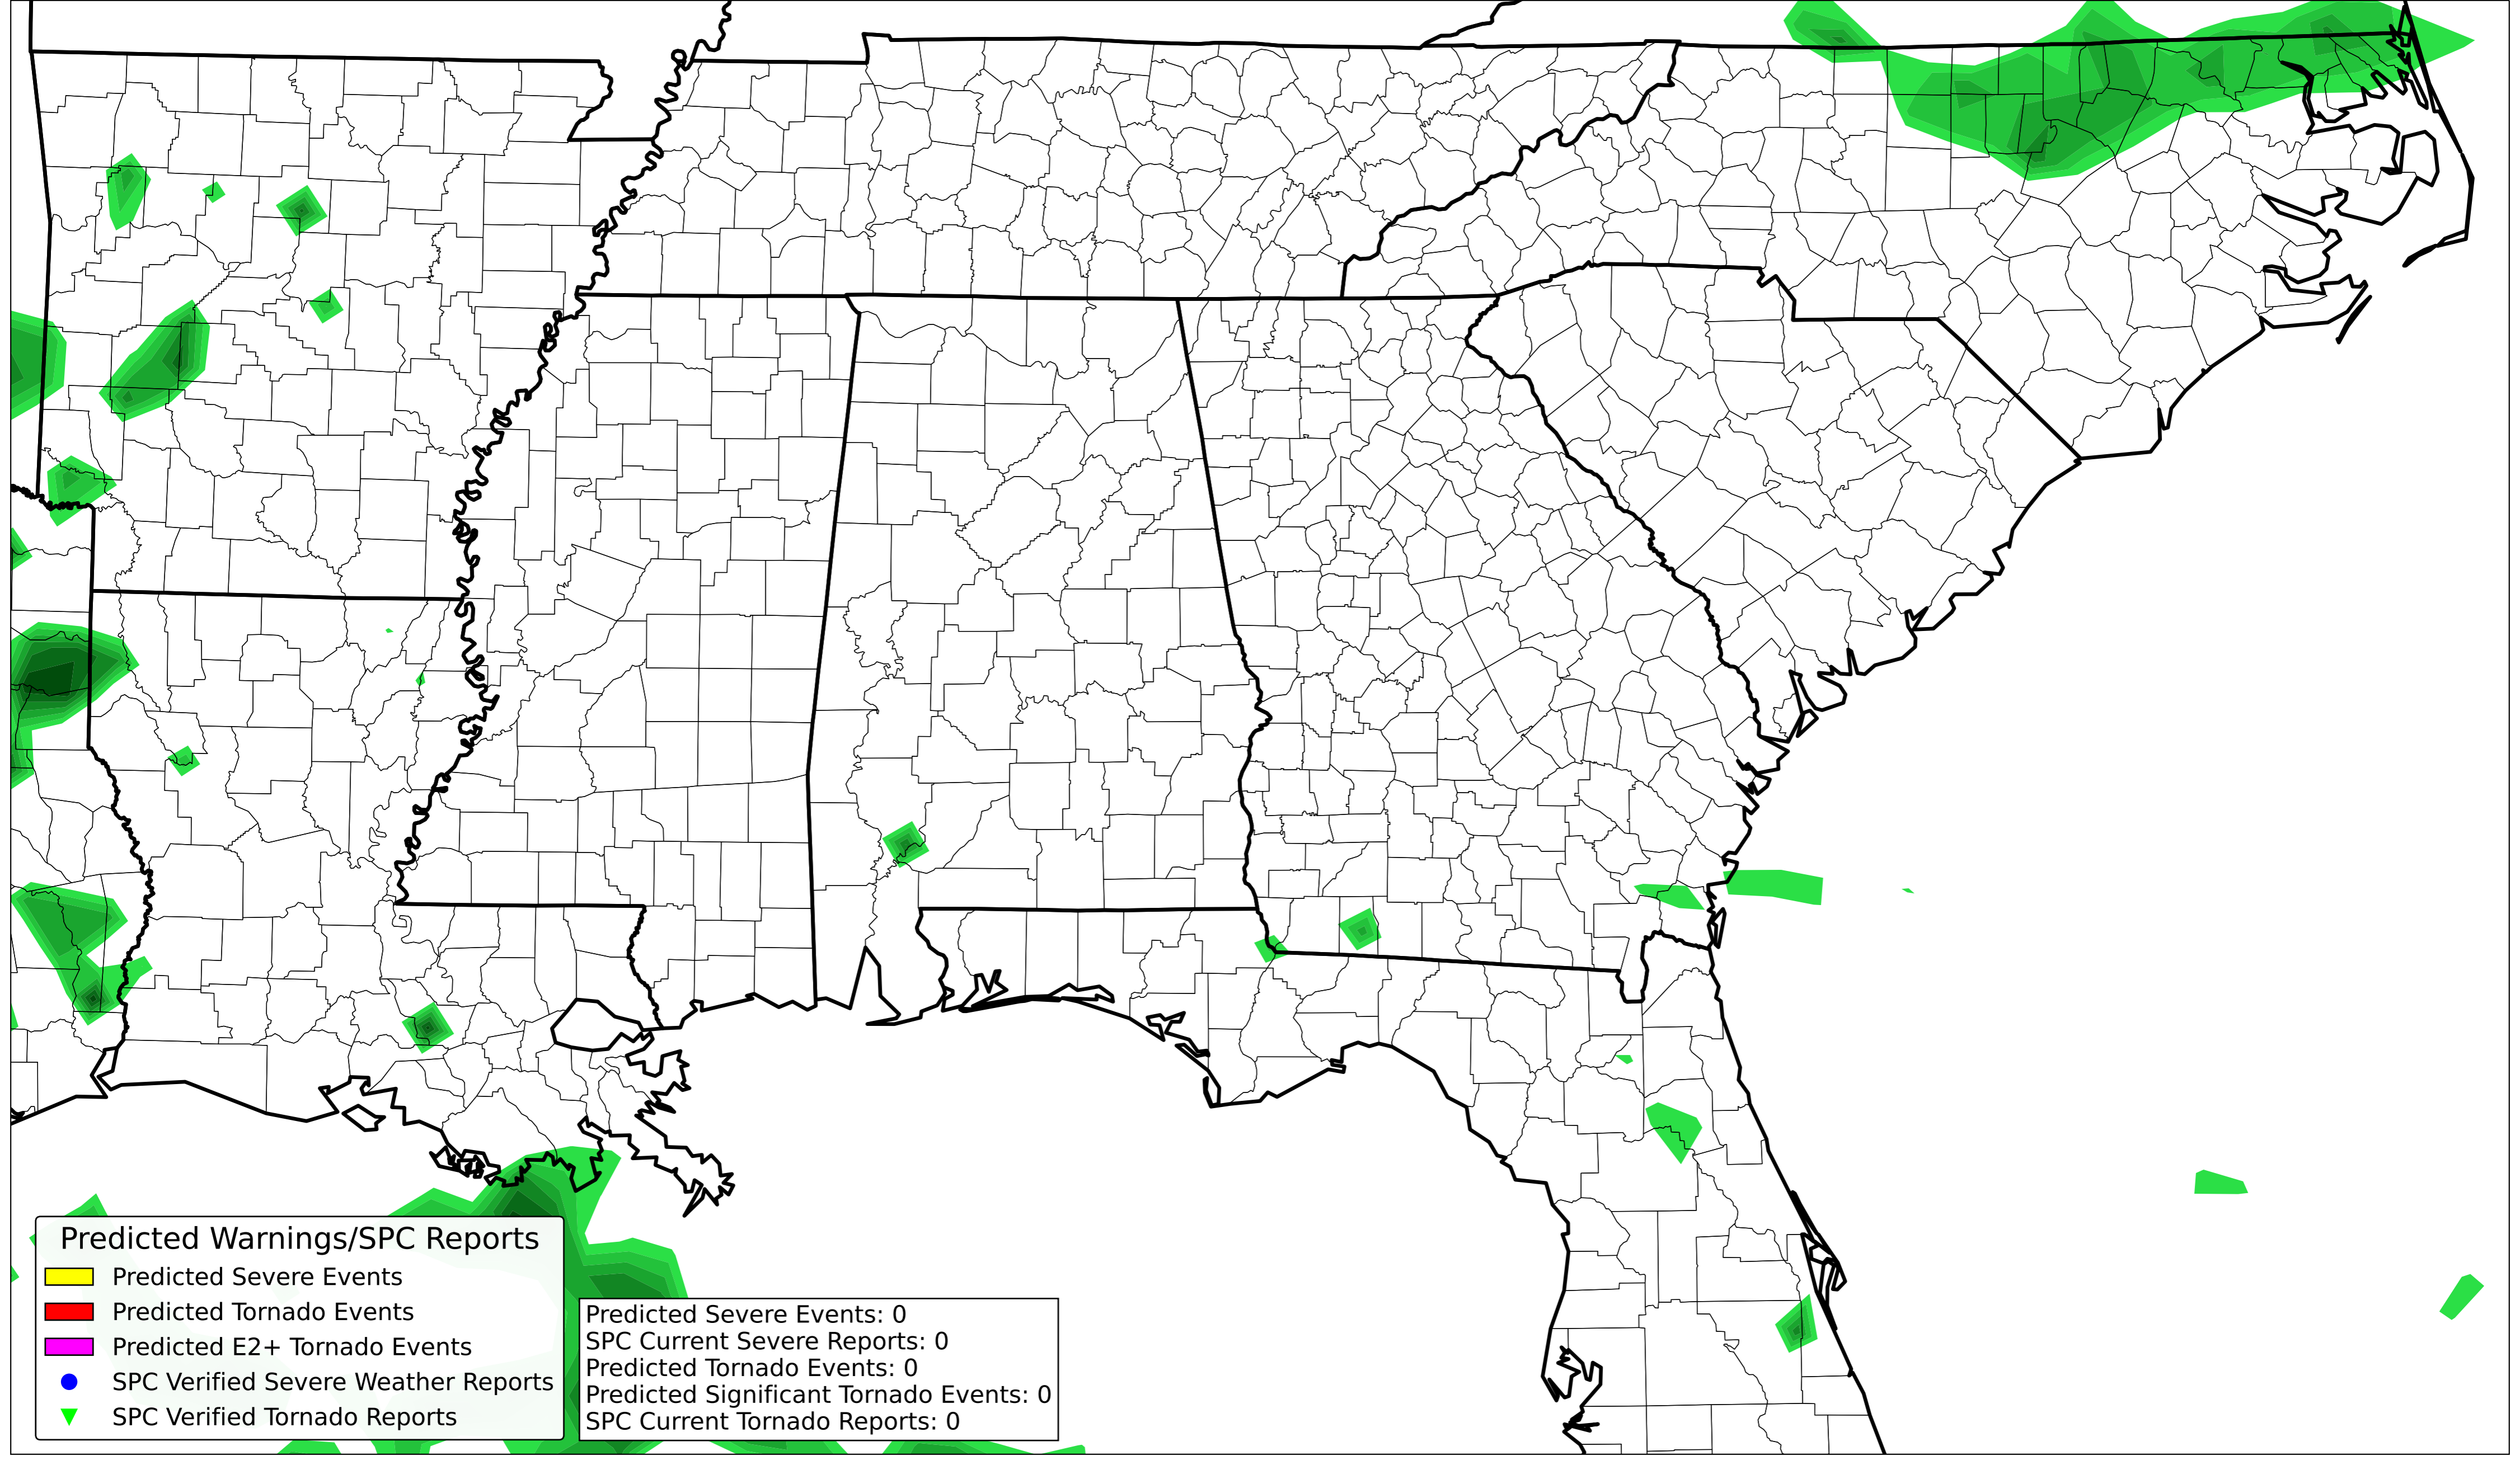 Predicted Warnings/SPC Reports
Predicted Severe Events
Predicted Tornado Events
Predicted E2+ Tornado Events
SPC Verified Severe Weather Reports
SPC Verified Tornado Reports
Predicted Severe Events: 0
SPC Current Severe Reports: 0
Predicted Tornado Events: 0
Predicted Significant Tornado Events: 0
SPC Current Tornado Reports: 0